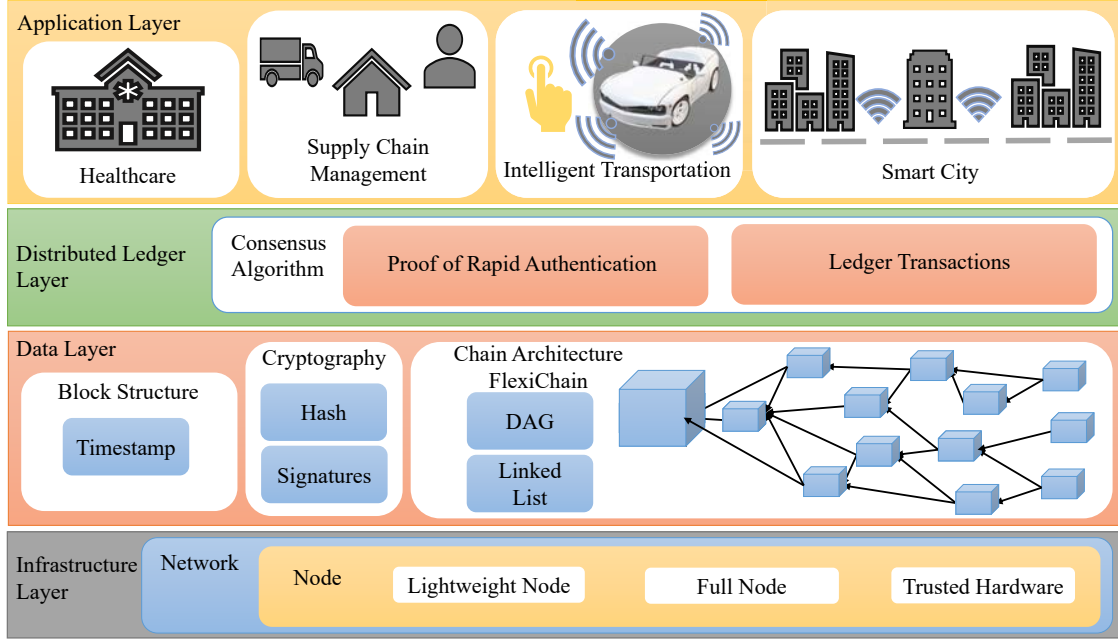 Application Layer
Healthcare
Supply Chain
Management
Intelligent Transportation
Smart City
Distributed Ledger
Layer
Consensus
Algorithm
Proof of Rapid Authentication
Ledger Transactions
Data Layer
Block Structure
Timestamp
Cryptography
Hash
Signatures
Chain Architecture
FlexiChain
DAG
Linked
List
Infrastructure
Layer
Network
Node
Lightweight Node
Full Node
Trusted Hardware